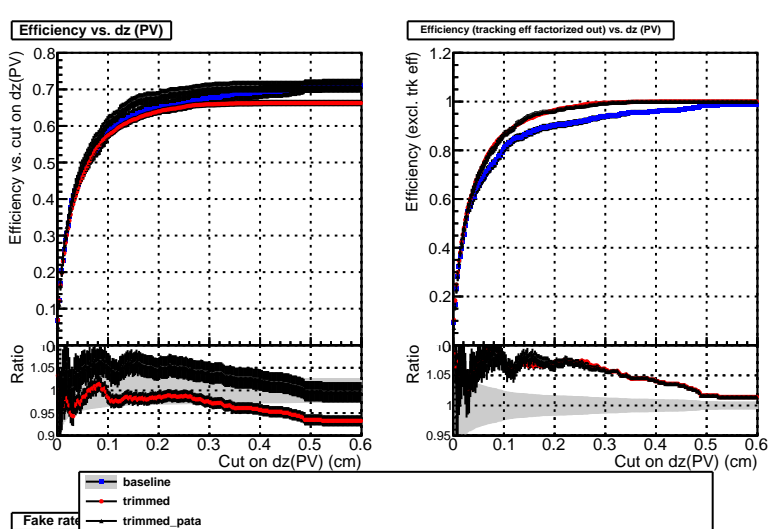 Efficiency vs. dz (PV)
Efficiency vs. cut on dz(PV)
0.8
0.7
0.6
0.5
0.4
0.3
0.2
0.1
0
Ratio
1.05
1
0.95
0.9
0 0.1 0.2 0.3 0.4 0.5 0.6
Cut on dz(PV) (cm)
Efficiency (tracking eff factorized out) vs. dz (PV)
Efficiency (excl. trk eff)
1.2
1
0.8
0.6
0.4
0.2
0
Ratio
1.05
1
0.95
0 0.1 0.2 0.3 0.4 0.5 0.6
Cut on dz(PV) (cm)
baseline
trimmed
trimmed_pata
Fake rate